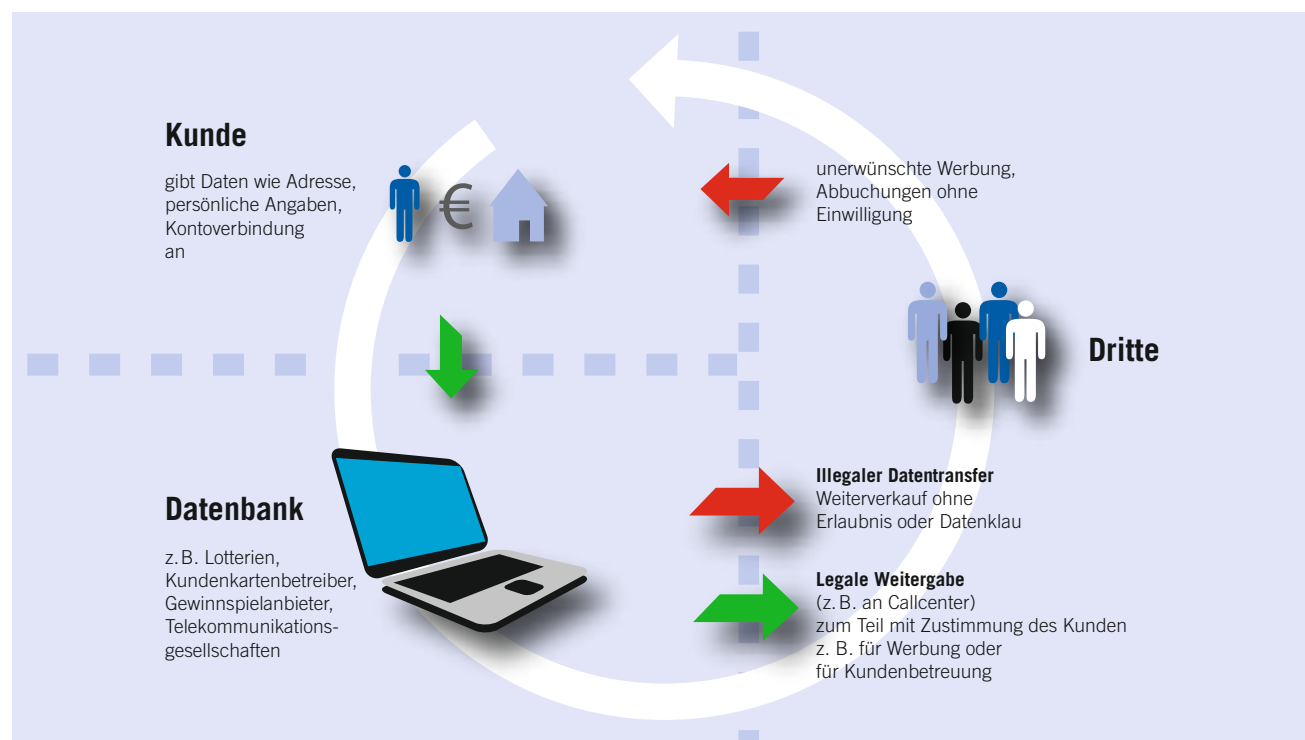 Kunde
gibt Daten wie Adresse,
persönliche Angaben,
Kontoverbindung
an
€
unerwünschte Werbung,
Abbuchungen ohne
Einwilligung
Dritte
Datenbank
z. B. Lotterien,
Kundenkartenbetreiber,
Gewinnspielanbieter,
Telekommunikations-
gesellschaften
Illegaler Datentransfer
Weiterverkauf ohne
Erlaubnis oder Datenklau
Legale Weitergabe
(z. B. an Callcenter)
zum Teil mit Zustimmung des Kunden
z. B. für Werbung oder
für Kundenbetreuung